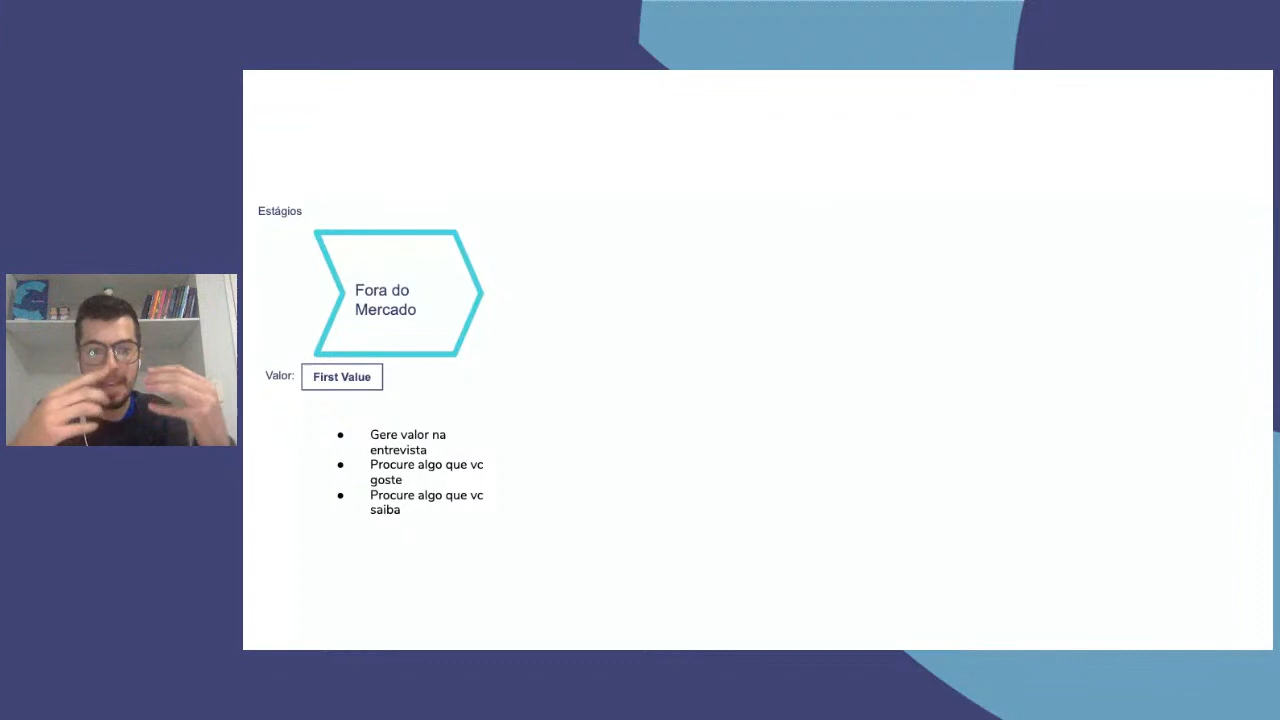 Estágios
Fora do
Mercado
Valor:
First Value
● Gere valor na
entrevista
● Procure algo que vc
goste
● Procure algo que vc
saiba